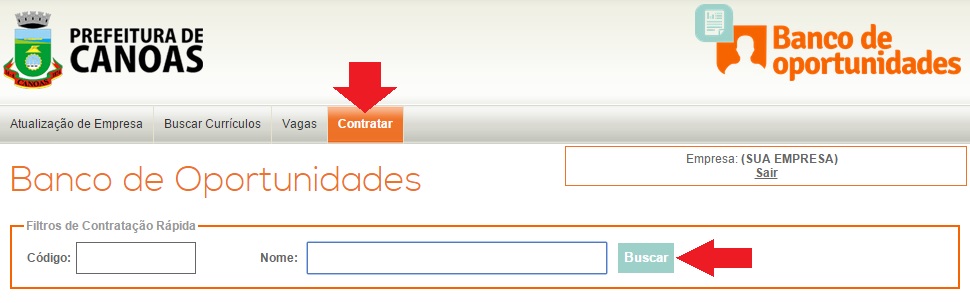 PREFEITURA DE
CANOAS
CANOAS
Banco de
oportunidades
Atualização de Empresa Buscar Currículos Vagas Contratar
Empresa: (SUA EMPRESA)
Sair
Banco de Oportunidades
Filtros de Contratação Rápida
Código: Nome: Buscar